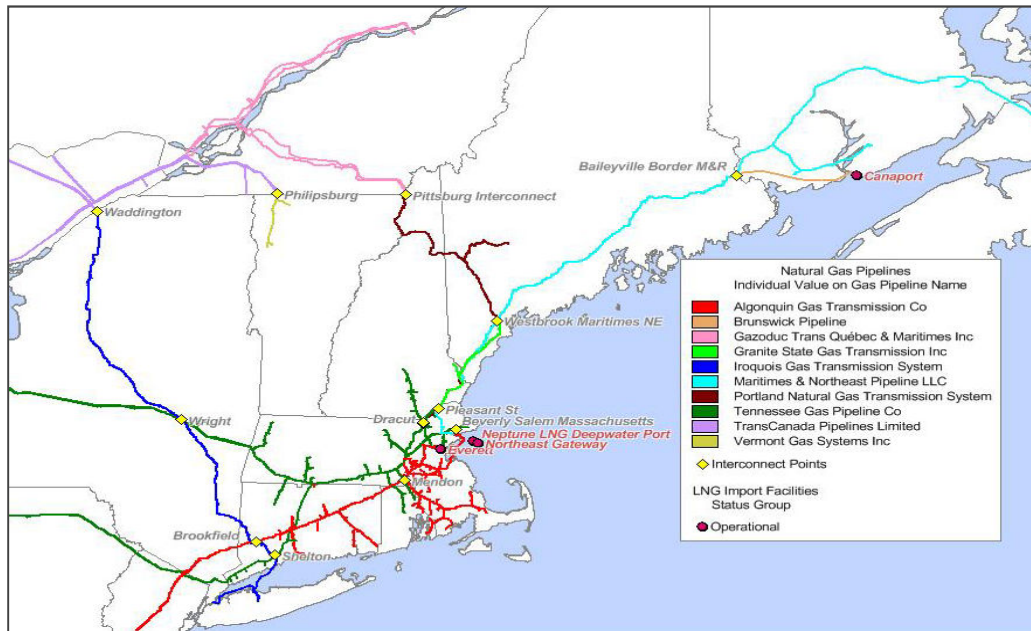 Baileyville Border M&R
Canaport
Philipsburg
Pittsburg Interconnect
Waddington
Natural Gas Pipelines
Individual Value on Gas Pipeline Name
Algonquin Gas Transmission Co
Brunswick Pipeline
Gazoduc Trans Québec & Maritimes Inc
Granite State Gas Transmission Inc
Iroquois Gas Transmission System
Maritimes & Northeast Pipeline LLC
Portland Natural Gas Transmission System
Tennessee Gas Pipeline Co
TransCanada Pipelines Limited
Vermont Gas Systems Inc
Interconnect Points
LNG Import Facilities
Status Group
Operational
Westbrook Maritimes NE
Pleasant St
Wright
Dracut
Beverly Salem Massachusetts
Neptune LNG Deepwater Port
Northeast Gateway
Everett
Mendon
Brookfield
Shelton